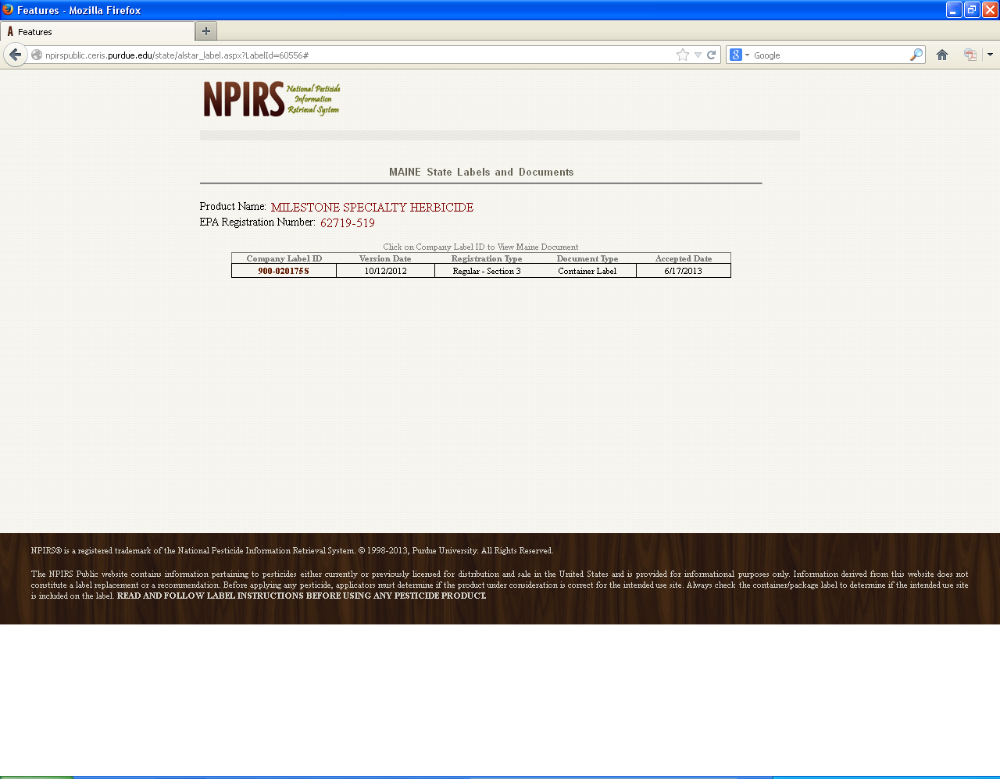 Features - Mozilla Firefox
Features
npirspublic.ceris.purdue.edu/state/alstar_label.aspx?LabelId=60556#
Google
NPIRS National Pesticide
Information
Retrieval System
MAINE State Labels and Documents
Product Name: MILESTONE SPECIALTY HERBICIDE
EPA Registration Number: 62719-519
Click on Company Label ID to View Maine Document
Company Label ID Version Date Registration Type Document Type Accepted Date
900-020175S 10/12/2012 Regular - Section 3 Container Label 6/17/2013
NPIRS® is a registered trademark of the National Pesticide Information Retrieval System. © 1998-2013, Purdue University. All Rights Reserved.
The NPIRS Public website contains information pertaining to pesticides either currently or previously licensed for distribution and sale in the United States and is provided for informational purposes only. Information derived from this website does not
constitute a label replacement or a recommendation. Before applying any pesticide, applicators must determine if the product under consideration is correct for the intended use site. Always check the container/package label to determine if the intended use site
is included on the label. READ AND FOLLOW LABEL INSTRUCTIONS BEFORE USING ANY PESTICIDE PRODUCT.